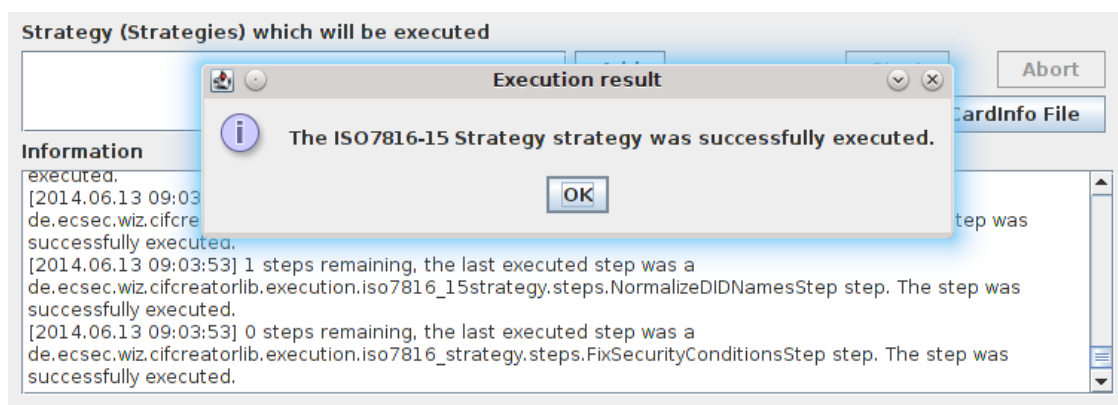 Strategy (Strategies) which will be executed
Abort
Execution result
CardInfo File
The ISO7816-15 Strategy strategy was successfully executed.
OK
Information
executed.
[2014.06.13 09:03
de.ecsec.wiz.cifcre tep was
successfully executed.
[2014.06.13 09:03:53] 1 steps remaining, the last executed step was a
de.ecsec.wiz.cifcreatorlib.execution.iso7816_15strategy.steps.NormalizeDIDNamesStep step. The step was
successfully executed.
[2014.06.13 09:03:53] 0 steps remaining, the last executed step was a
de.ecsec.wiz.cifcreatorlib.execution.iso7816_strategy.steps.FixSecurityConditionsStep step. The step was
successfully executed.